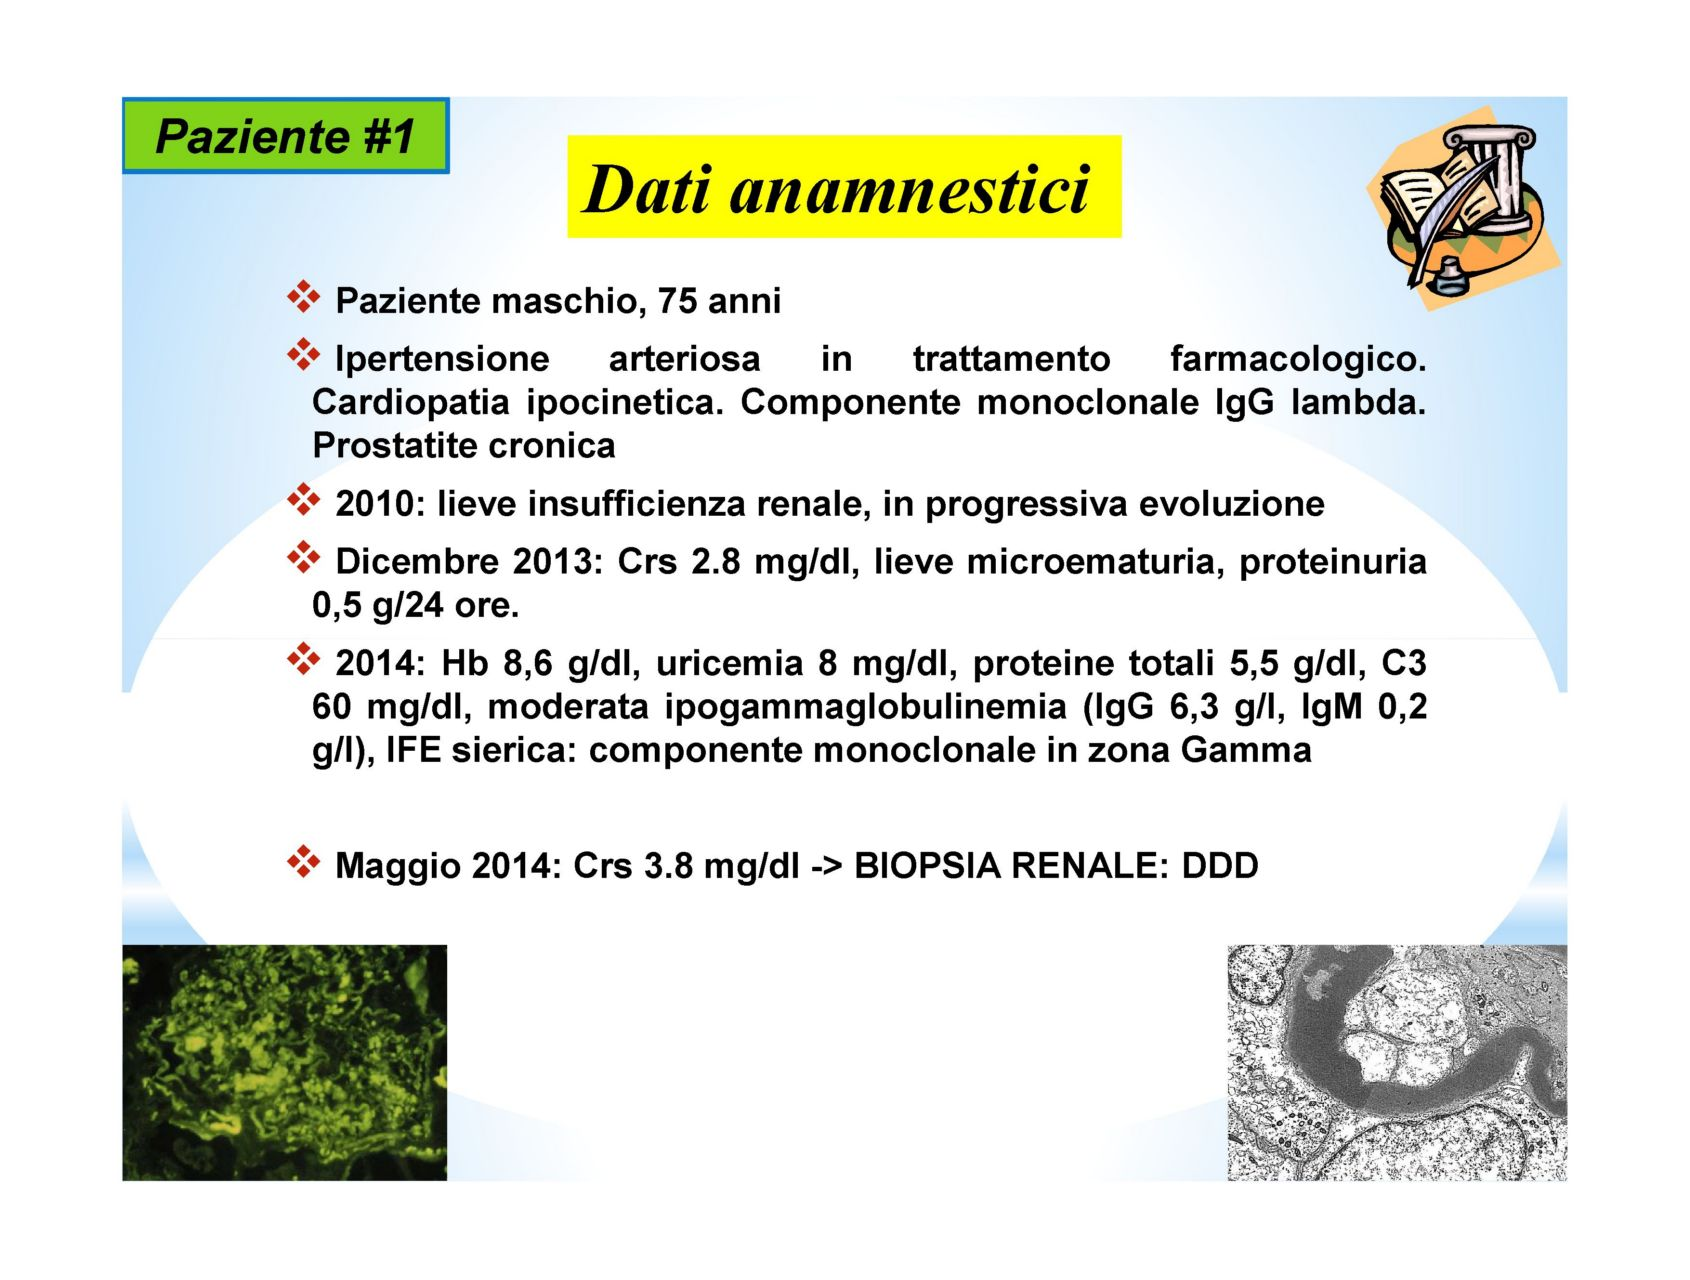 Paziente #1
Dati anamnestici
❖ Paziente maschio, 75 anni
❖ Ipertensione arteriosa in trattamento farmacologico.
Cardiopatia ipocinetica. Componente monoclonale IgG lambda.
Prostatite cronica
❖ 2010: lieve insufficienza renale, in progressiva evoluzione
❖ Dicembre 2013: Crs 2.8 mg/dl, lieve microematuria, proteinuria
0,5 g/24 ore.
❖ 2014: Hb 8,6 g/dl, uricemia 8 mg/dl, proteine totali 5,5 g/dl, C3
60 mg/dl, moderata ipogammaglobulinemia (IgG 6,3 g/l, IgM 0,2
g/l), IFE sierica: componente monoclonale in zona Gamma
❖ Maggio 2014: Crs 3.8 mg/dl -> BIOPSIA RENALE: DDD